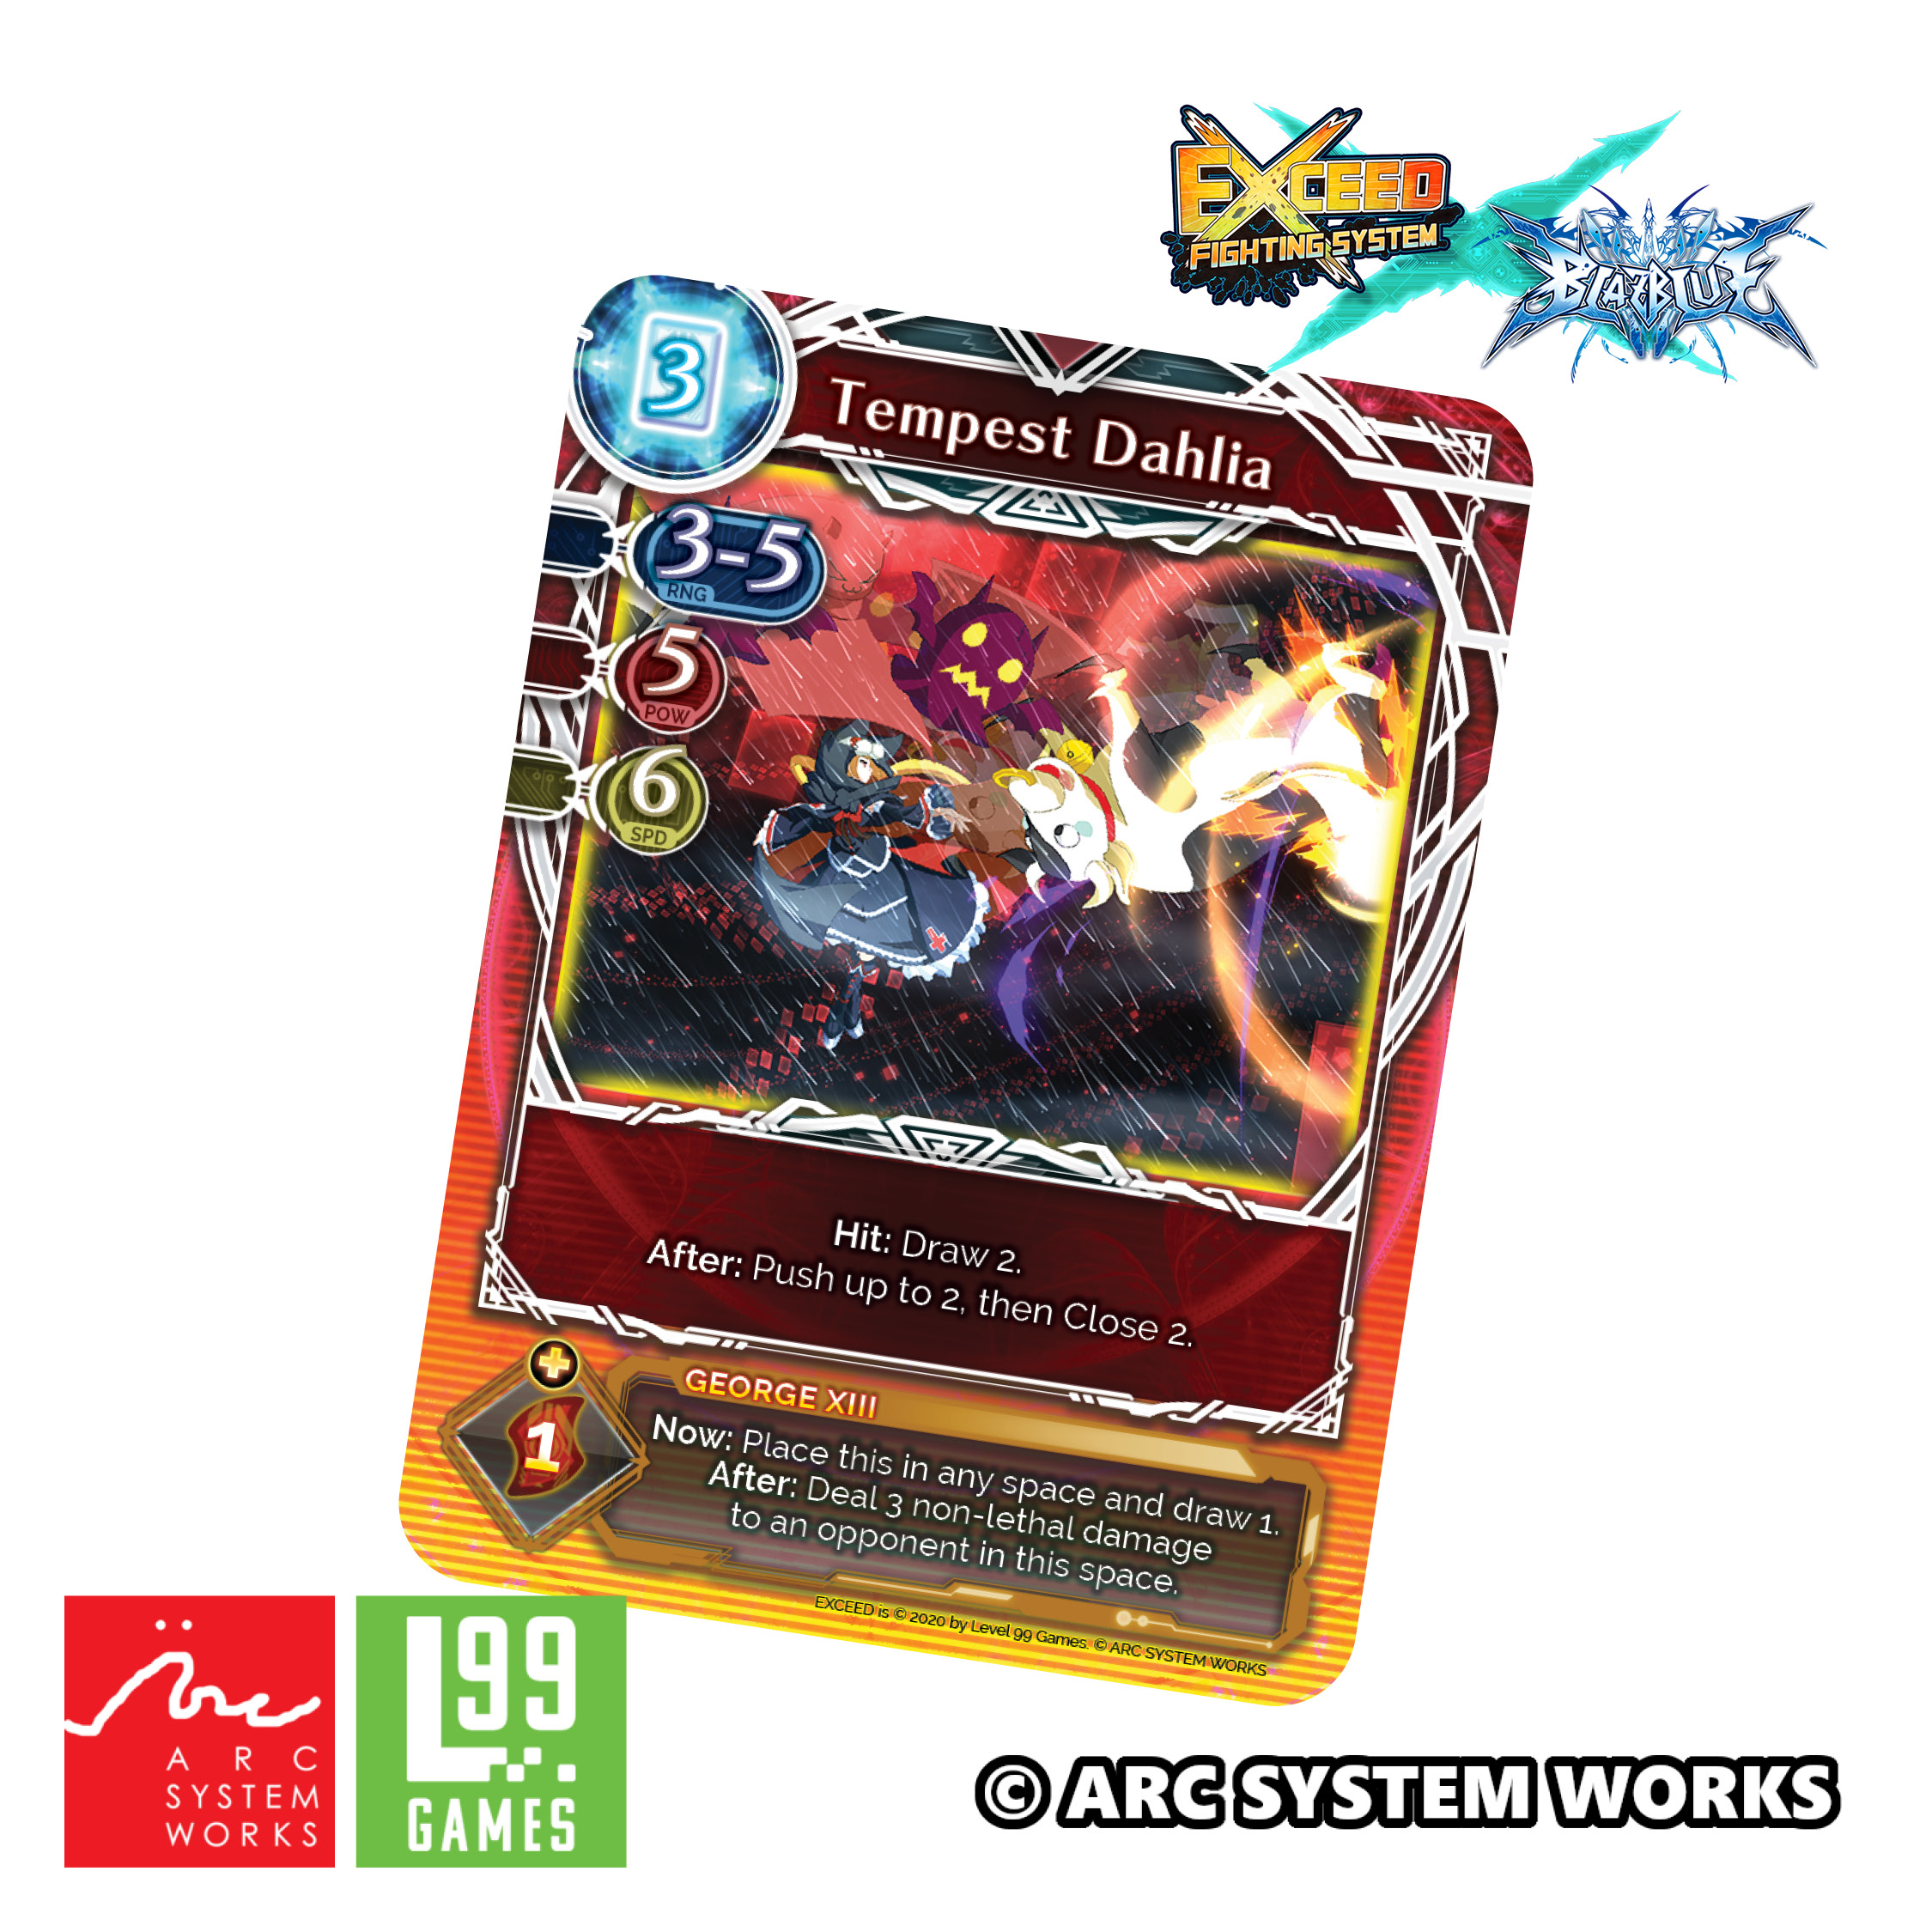 EXCEED
FIGHTING SYSTEM
BLAZBLUE
3
Tempest Dahlia
3-5
RNG
5
POW
6
SPD
Hit: Draw 2.
After: Push up to 2, then Close 2.
+
1
GEORGE XIII
Now: Place this in any space and draw 1.
After: Deal 3 non-lethal damage
to an opponent in this space.
EXCEED is © 2020 by Level 99 Games. © ARC SYSTEM WORKS
Arc
ARC
SYSTEM
WORKS
L99
GAMES
© ARC SYSTEM WORKS